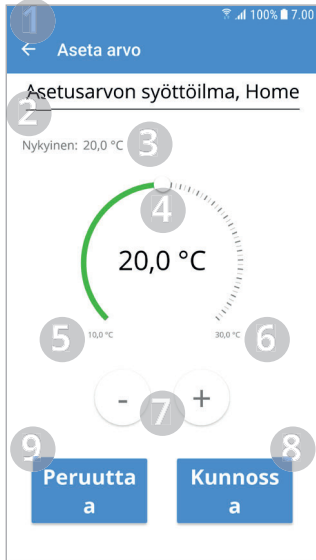 1
100% 7.00
← Aseta arvo
Asetusarvon syöttöilma, Home
2
Nykyinen: 20,0 °C 3
4
20,0 °C
5 10,0 °C 30,0 °C 6
- 7 +
9 8
Peruutta Kunnoss
a a